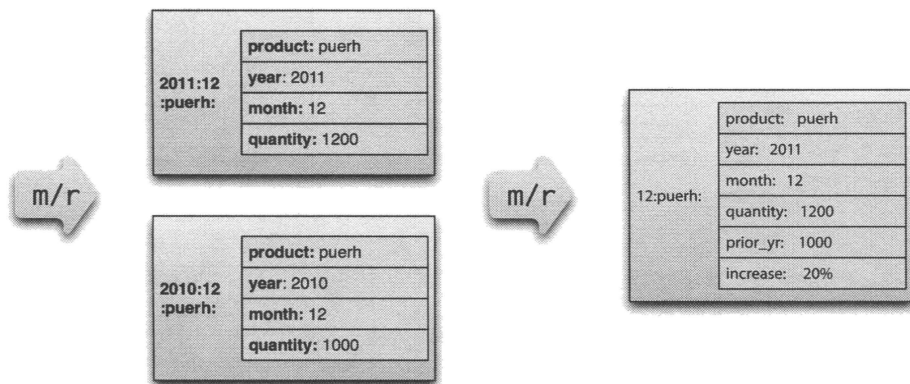 m/r
2011:12
:puerh:
product: puerh
year: 2011
month: 12
quantity: 1200
2010:12
:puerh:
product: puerh
year: 2010
month: 12
quantity: 1000
m/r
12:puerh:
product: puerh
year: 2011
month: 12
quantity: 1200
prior_yr: 1000
increase: 20%